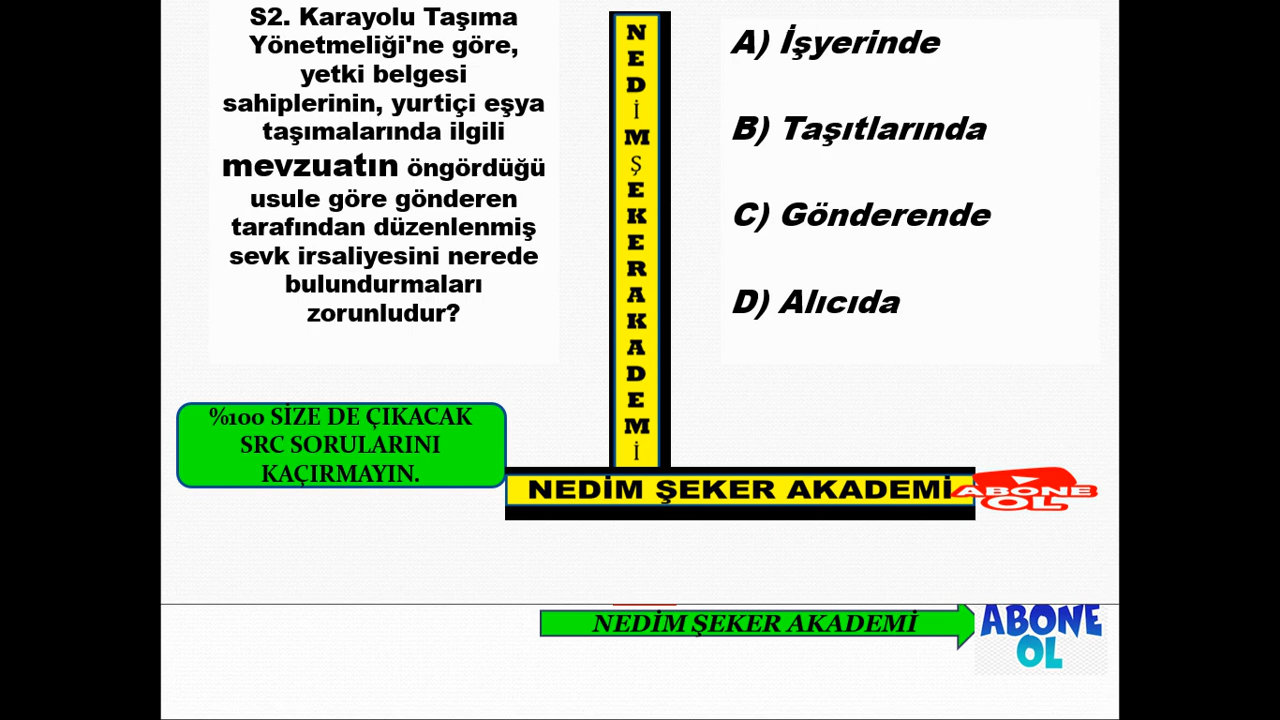 S2. Karayolu Taşıma
Yönetmeliği'ne göre,
yetki belgesi
sahiplerinin, yurtiçi eşya
taşımalarında ilgili
mevzuatın öngördüğü
usule göre gönderen
tarafından düzenlenmiş
sevk irsaliyesini nerede
bulundurmaları
zorunludur?
NEDİMŞEKERAKADEMİ
A) İşyerinde
B) Taşıtlarında
C) Gönderende
D) Alıcıda
%100 SİZE DE ÇIKACAK
SRC SORULARINI
KAÇIRMAYIN.
NEDİM ŞEKER AKADEMİ
ABONE
OL
NEDİM ŞEKER AKADEMİ
ABONE
OL